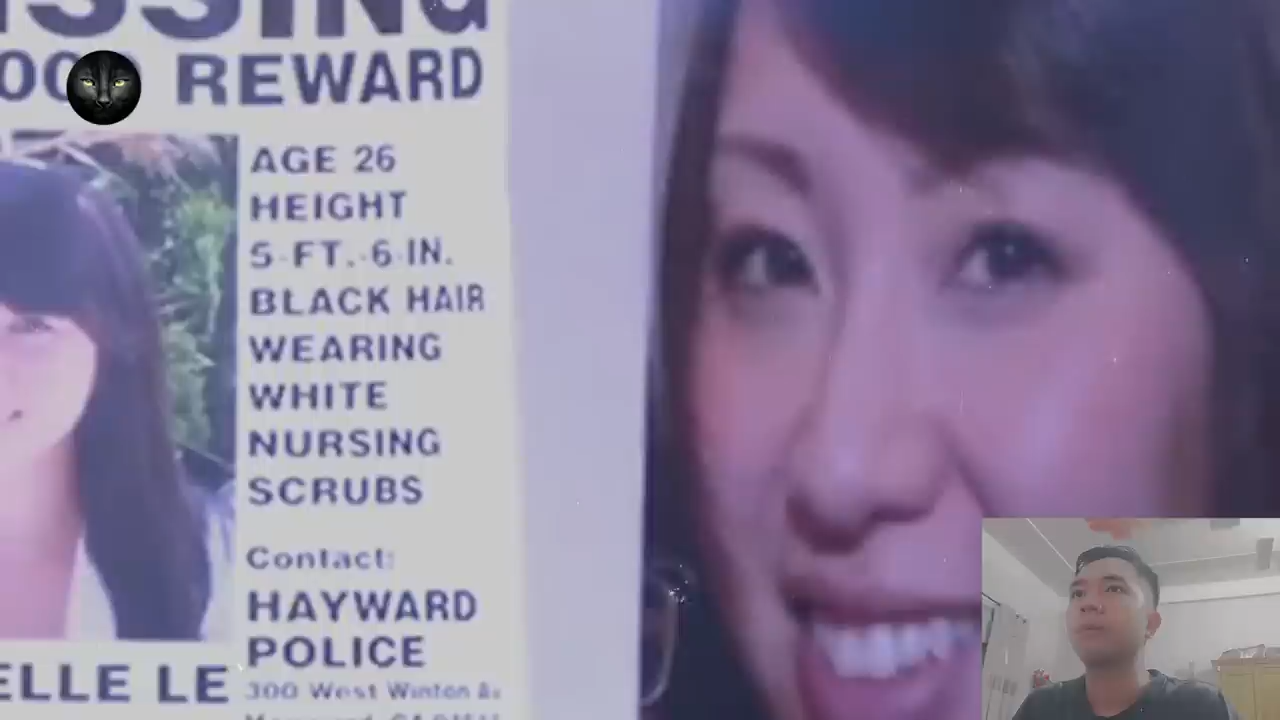 REWARD
AGE 26
HEIGHT
5-FT.-6-IN.
BLACK HAIR
WEARING
WHITE
NURSING
SCRUBS
Contact:
HAYWARD
POLICE
ELLE LE
300 West Winton